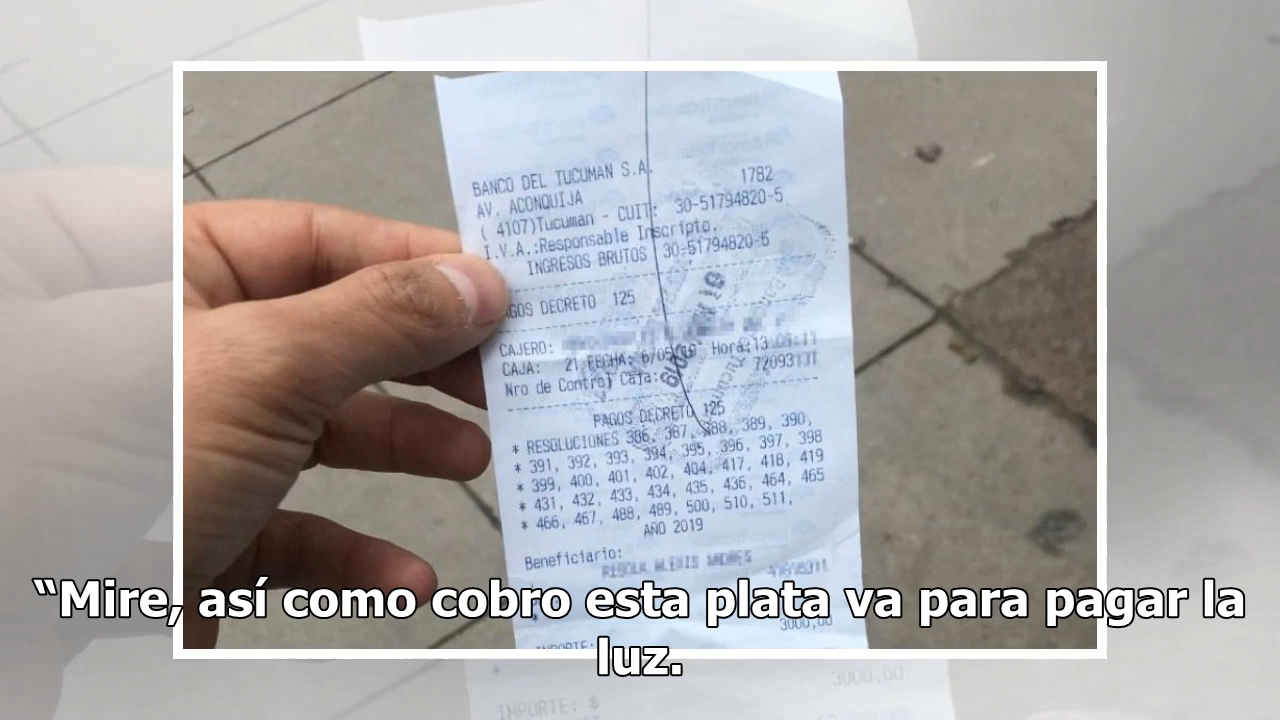 BANCO DEL TUCUMAN S.A. 1782
AV. ACONQUIJA
( 4107)Tucuman - CUIT: 30-51794820-5
I.V.A.:Responsable Inscripto.
INGRESOS BRUTOS 30-51794820-5
GOS DECRETO 125
CAJERO:
CAJA: 21 FECHA: Hora:13
Nro de Control Caja:
PAGOS DECRETO 125
* RESOLUCIONES 386, 387, 388, 389, 390,
* 391, 392, 393, 394, 395, 396, 397, 398
* 399, 400, 401, 402, 404, 417, 418, 419
* 431, 432, 433, 434, 435, 436, 464, 465
* 466, 467, 488, 489, 500, 510, 511,
AÑO 2019
Beneficiario:
*
* 3000,00
“Mire, así como cobro esta plata va para pagar la
luz.
* 3000,00
IMPORTE: $